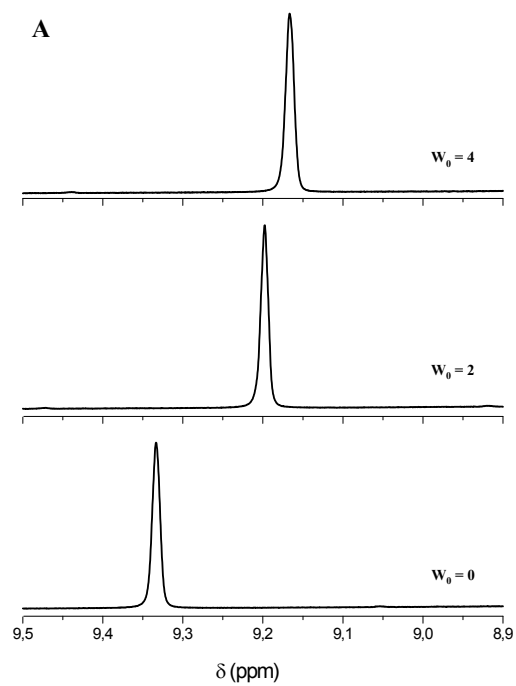 A
W₀ = 4
W₀ = 2
W₀ = 0
9,5 9,4 9,3 9,2 9,1 9,0 8,9
δ (ppm)